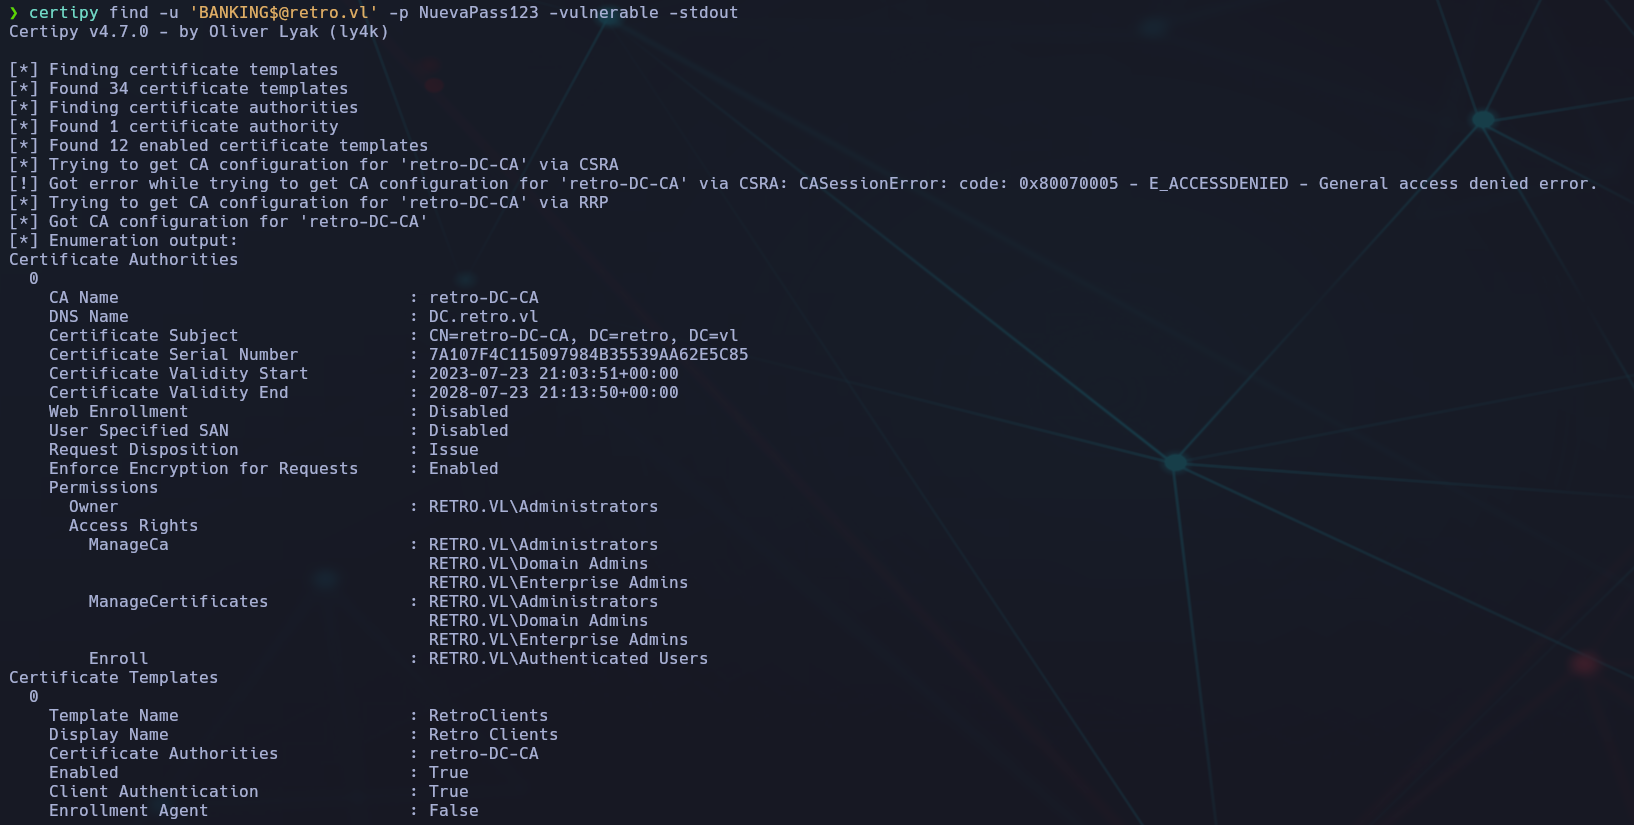 ❯ certipy find -u 'BANKING$@retro.vl' -p NuevaPass123 -vulnerable -stdout
Certipy v4.7.0 - by Oliver Lyak (ly4k)
[*] Finding certificate templates
[*] Found 34 certificate templates
[*] Finding certificate authorities
[*] Found 1 certificate authority
[*] Found 12 enabled certificate templates
[*] Trying to get CA configuration for 'retro-DC-CA' via CSRA
[!] Got error while trying to get CA configuration for 'retro-DC-CA' via CSRA: CASessionError: code: 0x80070005 - E_ACCESSDENIED - General access denied error.
[*] Trying to get CA configuration for 'retro-DC-CA' via RRP
[*] Got CA configuration for 'retro-DC-CA'
[*] Enumeration output:
Certificate Authorities
  0
    CA Name                             : retro-DC-CA
    DNS Name                            : DC.retro.vl
    Certificate Subject                 : CN=retro-DC-CA, DC=retro, DC=vl
    Certificate Serial Number           : 7A107F4C115097984B35539AA62E5C85
    Certificate Validity Start          : 2023-07-23 21:03:51+00:00
    Certificate Validity End            : 2028-07-23 21:13:50+00:00
    Web Enrollment                      : Disabled
    User Specified SAN                  : Disabled
    Request Disposition                 : Issue
    Enforce Encryption for Requests     : Enabled
    Permissions
      Owner                             : RETRO.VL\Administrators
      Access Rights
        ManageCa                        : RETRO.VL\Administrators
                                          RETRO.VL\Domain Admins
                                          RETRO.VL\Enterprise Admins
        ManageCertificates              : RETRO.VL\Administrators
                                          RETRO.VL\Domain Admins
                                          RETRO.VL\Enterprise Admins
        Enroll                          : RETRO.VL\Authenticated Users
Certificate Templates
  0
    Template Name                       : RetroClients
    Display Name                        : Retro Clients
    Certificate Authorities             : retro-DC-CA
    Enabled                             : True
    Client Authentication               : True
    Enrollment Agent                    : False